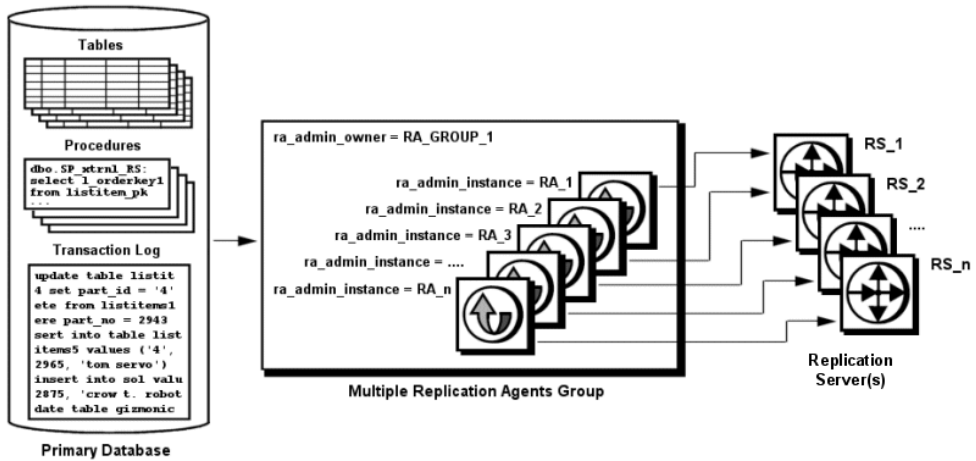 Tables
Procedures
dbo.SP_xtrnl_RS:
select l_orderkey1
from listitem_pk
...
Transaction Log
update table listit
4 set part_id = '4'
ete from listitems1
ere part_no = 2943
sert into table list
items5 values ('4',
2965, 'tom servo')
insert into sol valu
2875, 'crow t. robot
date table gizmonic
Primary Database
ra_admin_owner = RA_GROUP_1
ra_admin_instance = RA_1
ra_admin_instance = RA_2
ra_admin_instance = RA_3
ra_admin_instance = ....
ra_admin_instance = RA_n
Multiple Replication Agents Group
RS_1
RS_2
....
RS_n
Replication
Server(s)